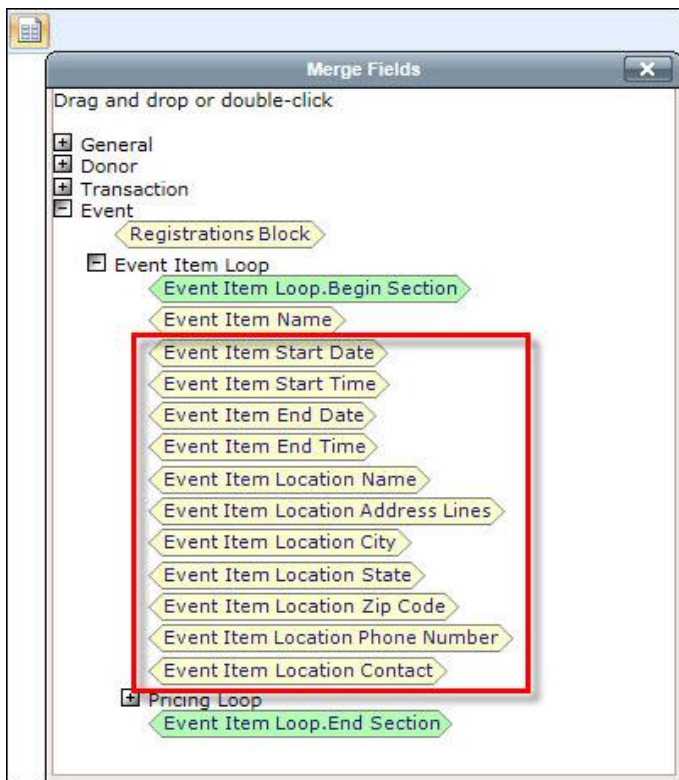 Merge Fields
Drag and drop or double-click
General
Donor
Transaction
Event
Registrations Block
Event Item Loop
Event Item Loop.Begin Section
Event Item Name
Event Item Start Date
Event Item Start Time
Event Item End Date
Event Item End Time
Event Item Location Name
Event Item Location Address Lines
Event Item Location City
Event Item Location State
Event Item Location Zip Code
Event Item Location Phone Number
Event Item Location Contact
Pricing Loop
Event Item Loop.End Section